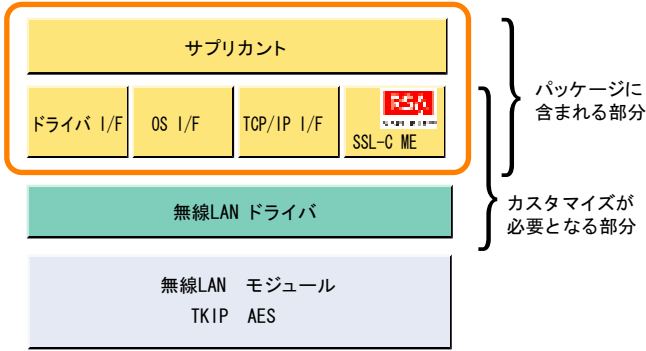 サプリカント
ドライバ I/F
OS I/F
TCP/IP I/F
RSA
SSL-C ME
パッケージに
含まれる部分
無線LAN ドライバ
カスタマイズが
必要となる部分
無線LAN モジュール
TKIP AES